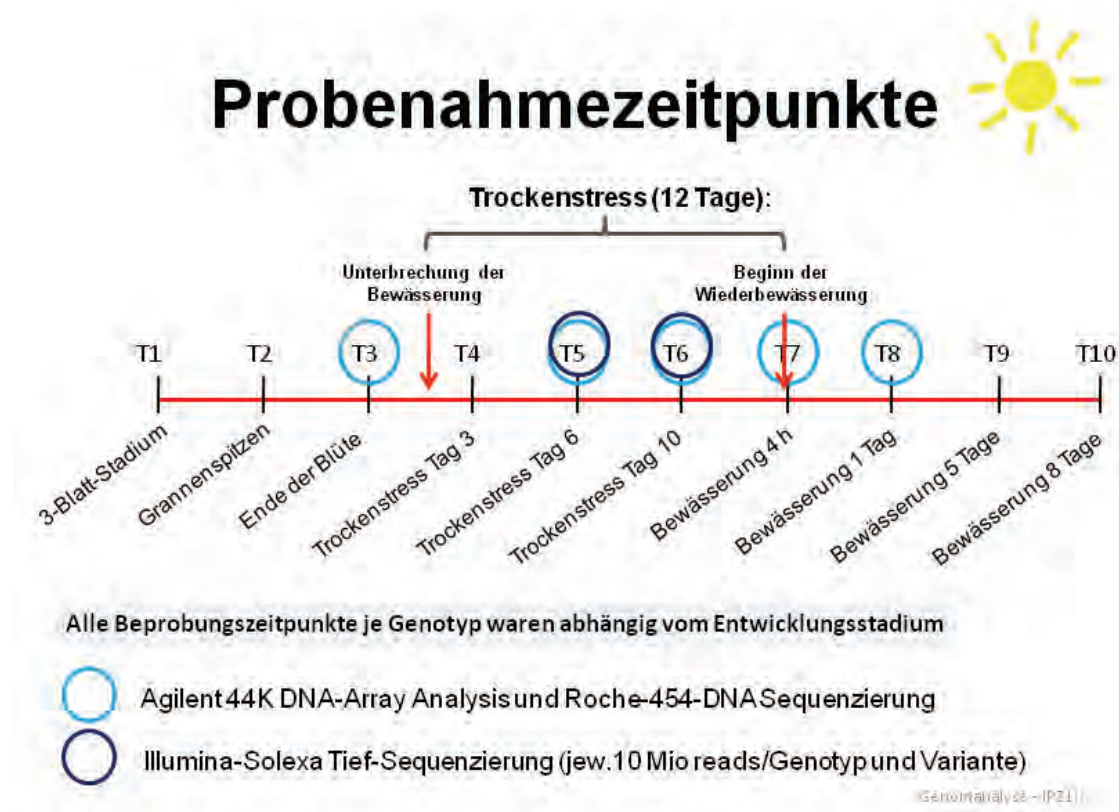 Probenahmezeitpunkte
Trockenstress (12 Tage):
Unterbrechung der
Bewässerung
Beginn der
Wiederbewässerung
T1 T2 T3 T4 T5 T6 T7 T8 T9 T10
3-Blatt-Stadium
Grannenspitzen
Ende der Blüte
Trockenstress Tag 3
Trockenstress Tag 6
Trockenstress Tag 10
Bewässerung 4 h
Bewässerung 1 Tag
Bewässerung 5 Tage
Bewässerung 8 Tage
Alle Beprobungszeitpunkte je Genotyp waren abhängig vom Entwicklungsstadium
Agilent 44K DNA-Array Analysis und Roche-454-DNA Sequenzierung
Illumina-Solexa Tief-Sequenzierung (jew.10 Mio reads/Genotyp und Variante)
Genomanalyse -